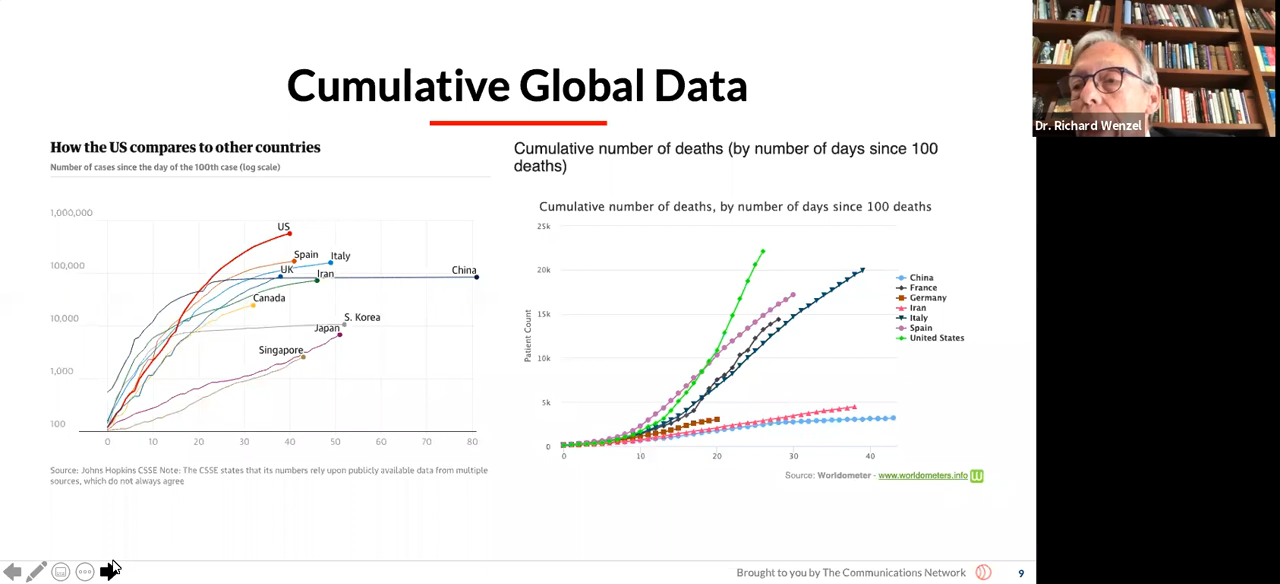 Cumulative Global Data
How the US compares to other countries
Number of cases since the day of the 100th case (log scale)
1,000,000
100,000
10,000
1,000
100
US
Spain
Italy
UK
Iran
China
Canada
S. Korea
Japan
Singapore
0 10 20 30 40 50 60 70 80
Source: Johns Hopkins CSSE Note: The CSSE states that its numbers rely upon publicly available data from multiple
sources, which do not always agree
Cumulative number of deaths (by number of days since 100
deaths)
Cumulative number of deaths, by number of days since 100 deaths
25k
20k
15k
10k
5k
0
Patient Count
0 10 20 30 40
China
France
Germany
Iran
Italy
Spain
United States
Source: Worldometer - www.worldometers.info
W
Dr. Richard Wenzel
Brought to you by The Communications Network
9